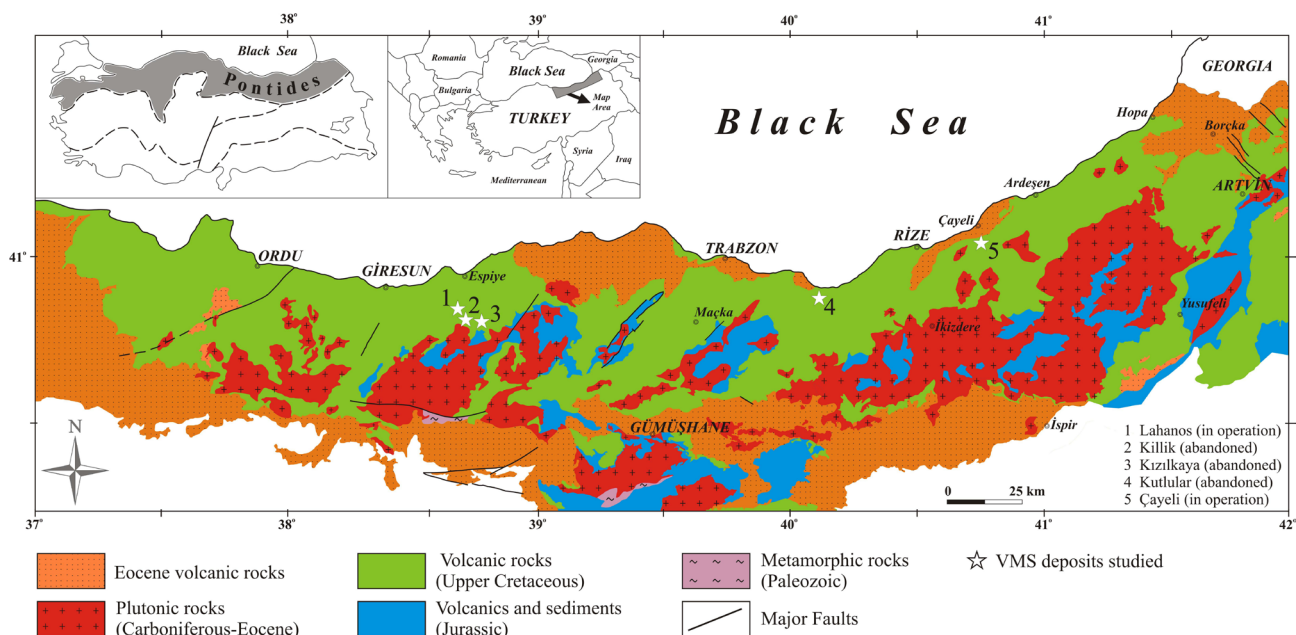 38°
40°
41°
Black Sea
Pontides
Romania
Bulgaria
Black Sea
Georgia
Map
Area
TURKEY
Syria
Iraq
Mediterranean
Black Sea
GEORGIA
Hopa
Borçka
ARTVİN
Ardeşen
Çayeli
RİZE
5
TRABZON
41°
41°
ORDU
GİRESUN
Espiye
1
2
3
Maçka
4
İkizdere
Yusufeli
GÜMÜŞHANE
İspir
N
0 25 km
1 Lahanos (in operation)
2 Killik (abandoned)
3 Kızılkaya (abandoned)
4 Kutlular (abandoned)
5 Çayeli (in operation)
37°
38°
39°
40°
41°
42°
Eocene volcanic rocks
Plutonic rocks
(Carboniferous-Eocene)
Volcanic rocks
(Upper Cretaceous)
Volcanics and sediments
(Jurassic)
Metamorphic rocks
(Paleozoic)
Major Faults
VMS deposits studied